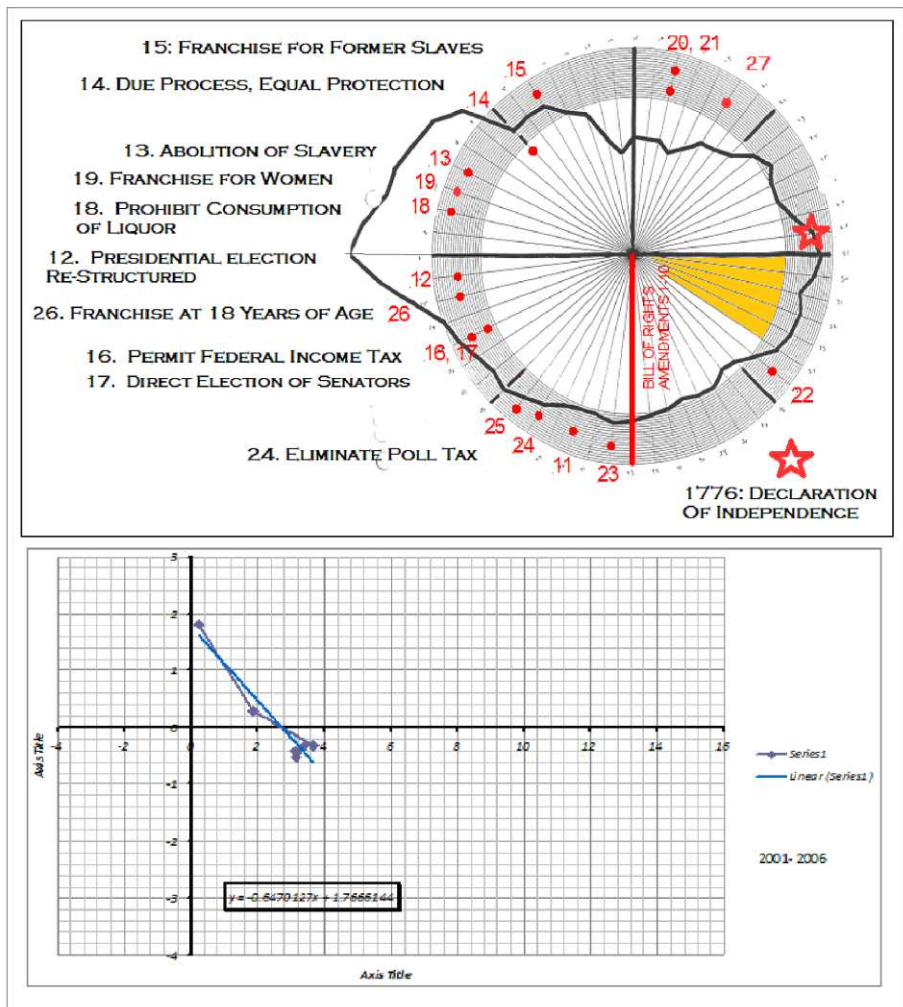 15: Franchise for Former Slaves
14. Due Process, Equal Protection
13. Abolition of Slavery
19. Franchise for Women
18. Prohibit Consumption
of Liquor
12. Presidential election
Re-Structured
26. Franchise at 18 Years of Age
16. Permit Federal Income Tax
17. Direct Election of Senators
24. Eliminate Poll Tax
20, 21
27
15
14
13
19
18
12
26
16, 17
25
24
11
23
22
BILL OF RIGHTS
AMENDMENTS 1-10
1776: Declaration
Of Independence
3
2
1
0
-1
-2
-3
-4
-4
-2
0
2
4
6
8
10
12
14
16
Axis Title
Axis Title
Series1
Linear (Series1)
2001- 2006
y = -0.6470127x + 1.7666144